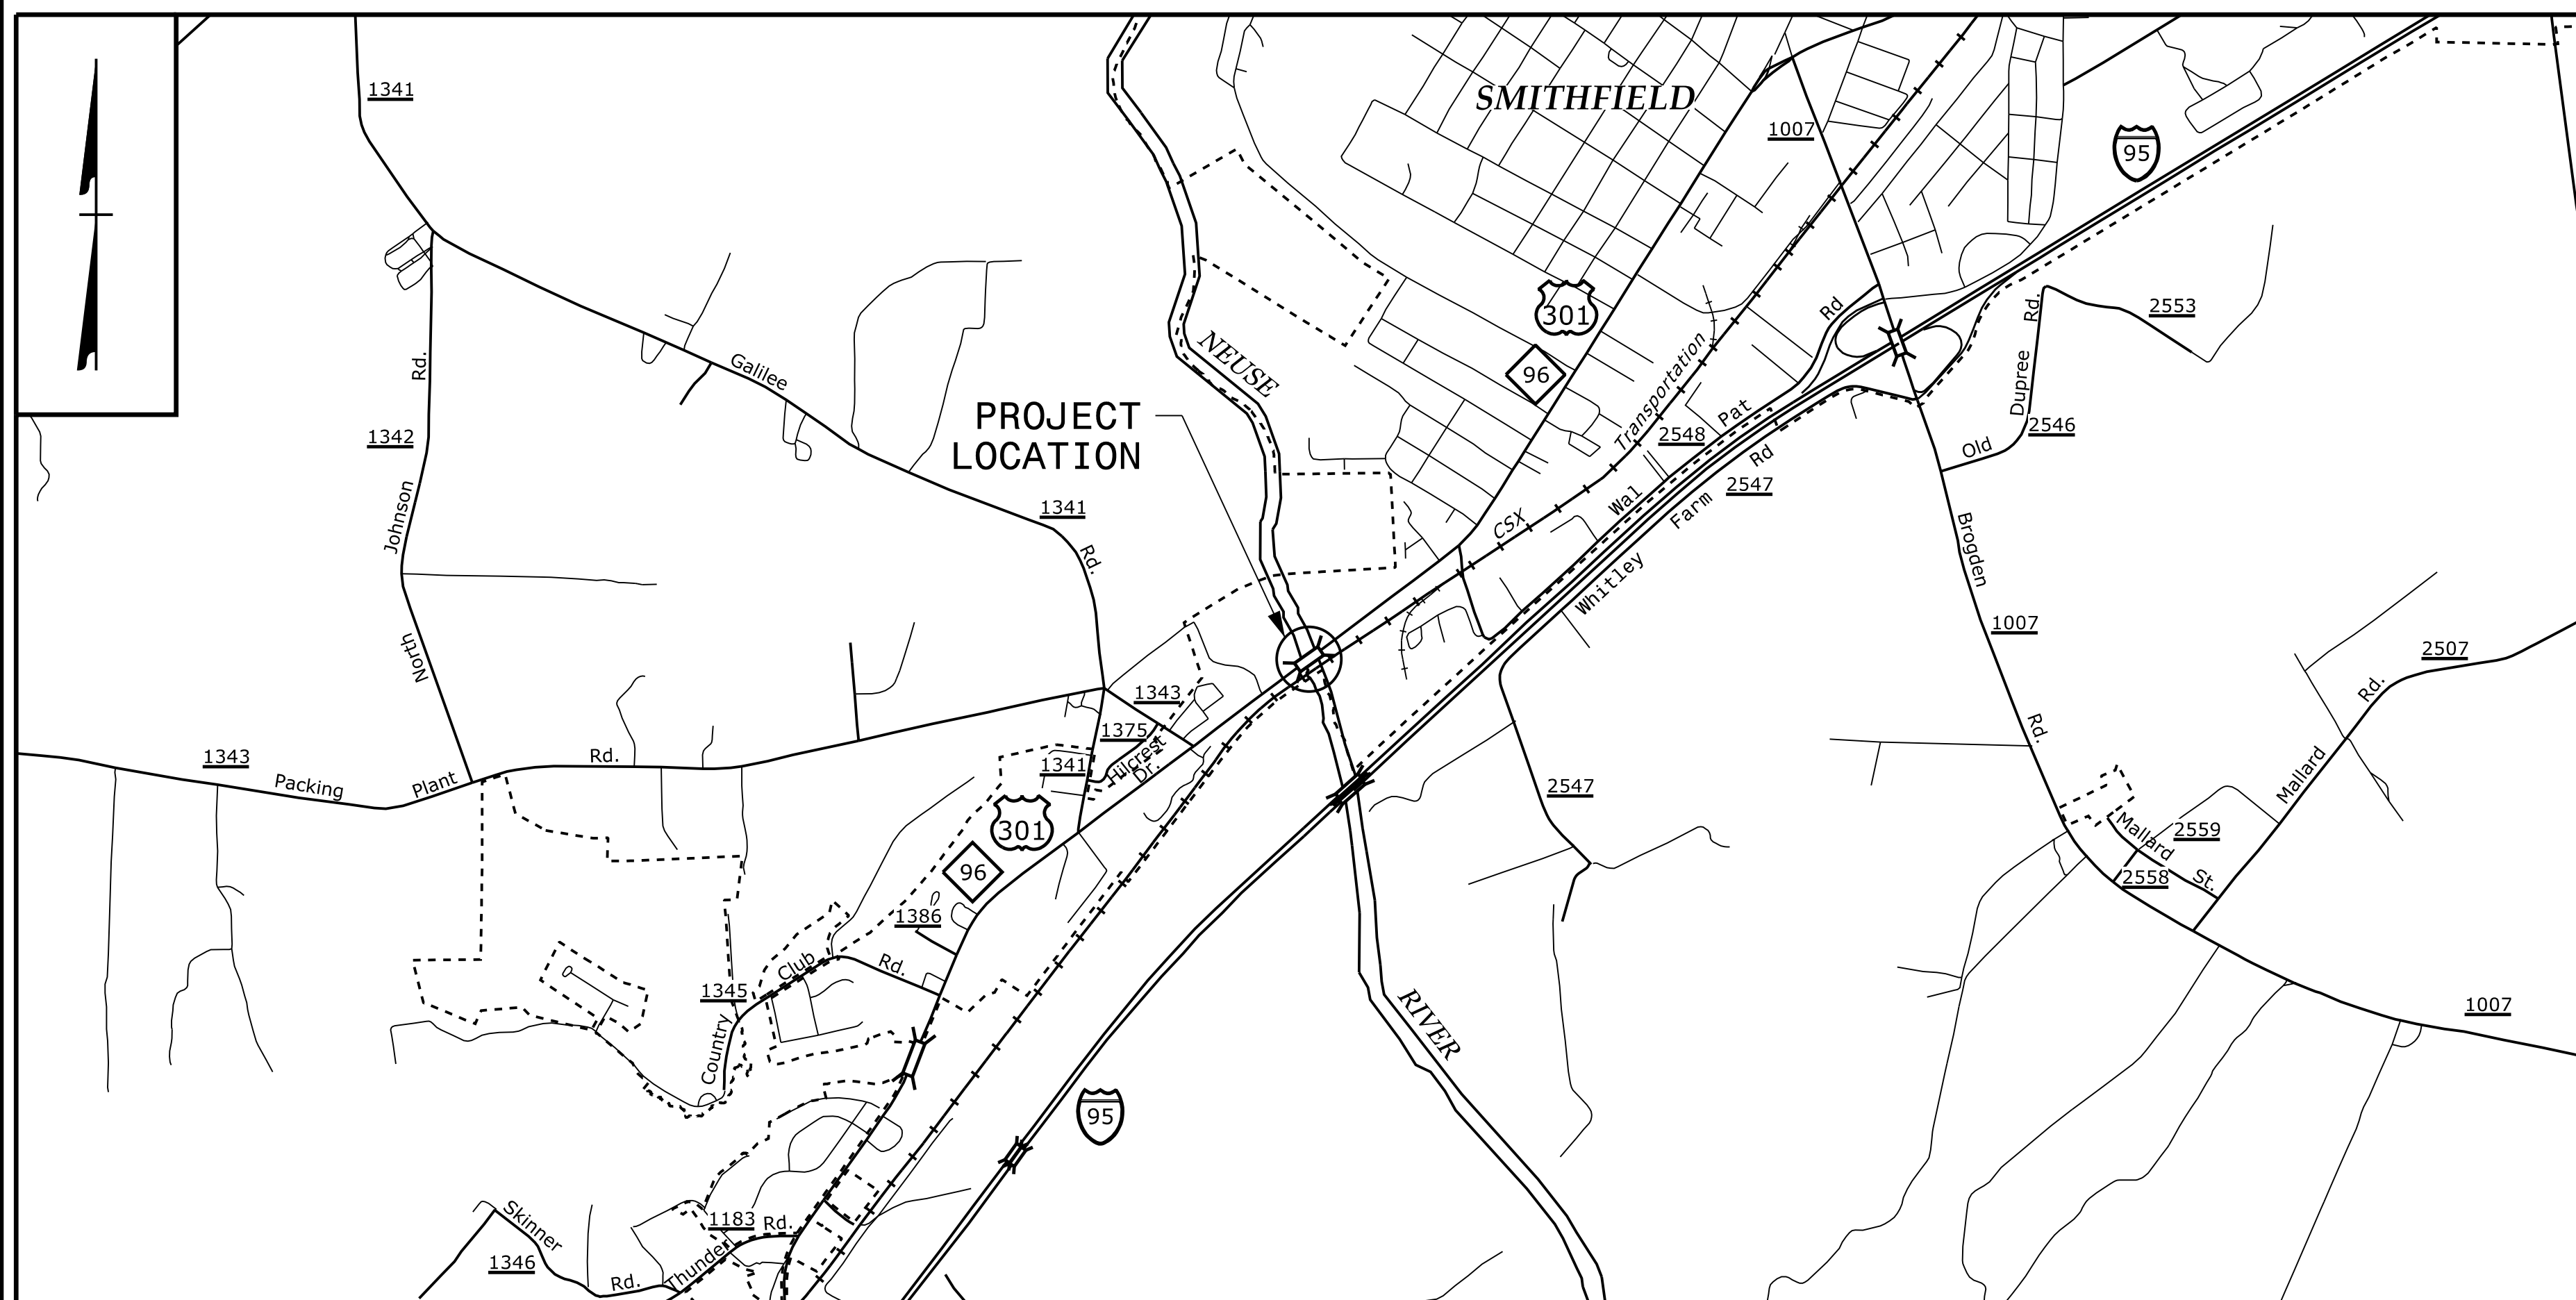 1341
SMITHFIELD
1007
95
Rd.
Galilee
1342
Johnson
North
NEUSE
301
96
PROJECT
LOCATION
1341
Rd.
Transportation
CSX
Rd
Pat
Wal
2548
Rd
2547
Farm
Whitley
Rd.
Dupree
Old
2553
2546
Brogden
1007
Rd.
2507
Rd.
Mallard
1343
Packing
Plant
Rd.
1343
1375
1341
Hilcrest
Dr.
301
96
1386
2547
Mallard
St.
2559
2558
1007
Club
Rd.
1345
Country
RIVER
95
Skinner
1346
Rd.
Thunder
1183
Rd.